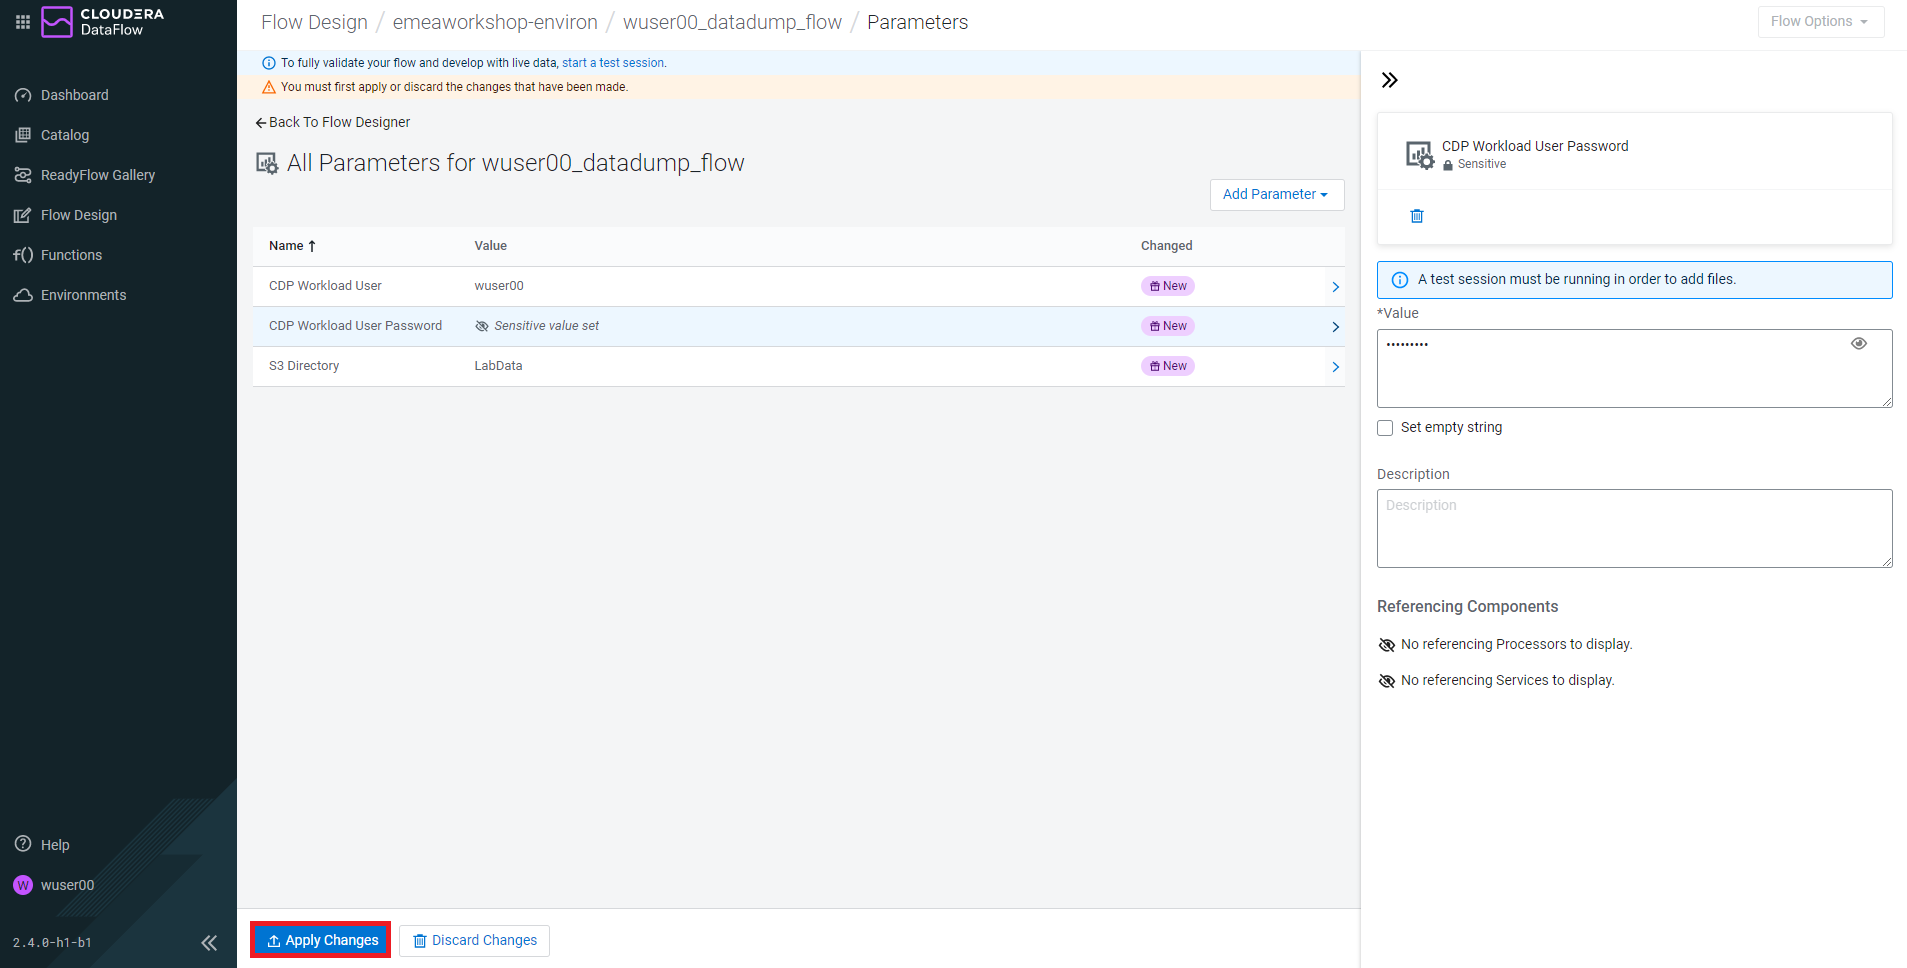 CLOUDERA
DataFlow
Dashboard
Catalog
ReadyFlow Gallery
Flow Design
f() Functions
Environments
Help
W wuser00
2.4.0-h1-b1
Flow Design / emeaworkshop-environ / wuser00_datadump_flow / Parameters
Flow Options
To fully validate your flow and develop with live data, start a test session.
You must first apply or discard the changes that have been made.
Back To Flow Designer
All Parameters for wuser00_datadump_flow
Add Parameter
Name Value Changed
CDP Workload User wuser00 New
CDP Workload User Password Sensitive value set New
S3 Directory LabData New
Apply Changes Discard Changes
CDP Workload User Password
Sensitive
A test session must be running in order to add files.
*Value
•••••••••
Set empty string
Description
Description
Referencing Components
No referencing Processors to display.
No referencing Services to display.